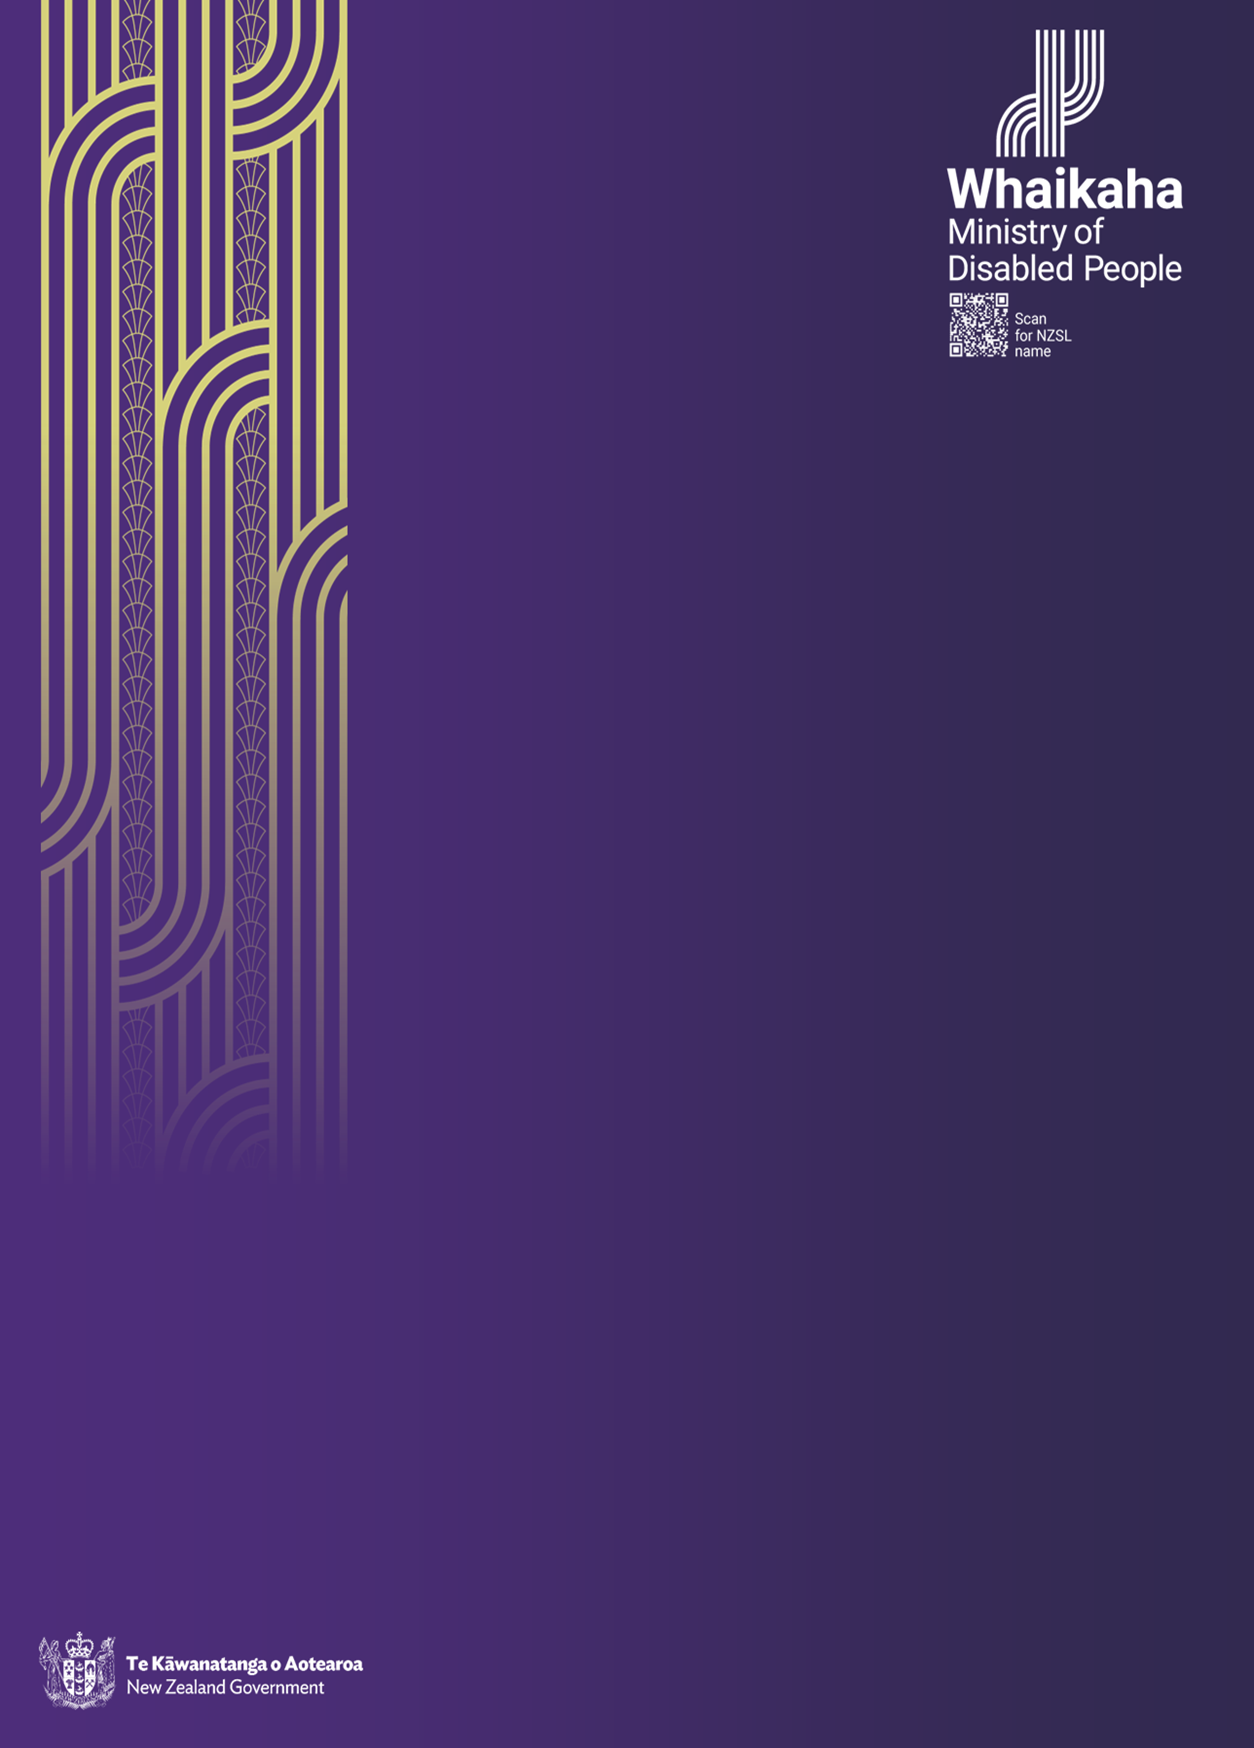 Whaikaha
Ministry of
Disabled People
Scan
for NZSL
name
Te Kāwanatanga o Aotearoa
New Zealand Government